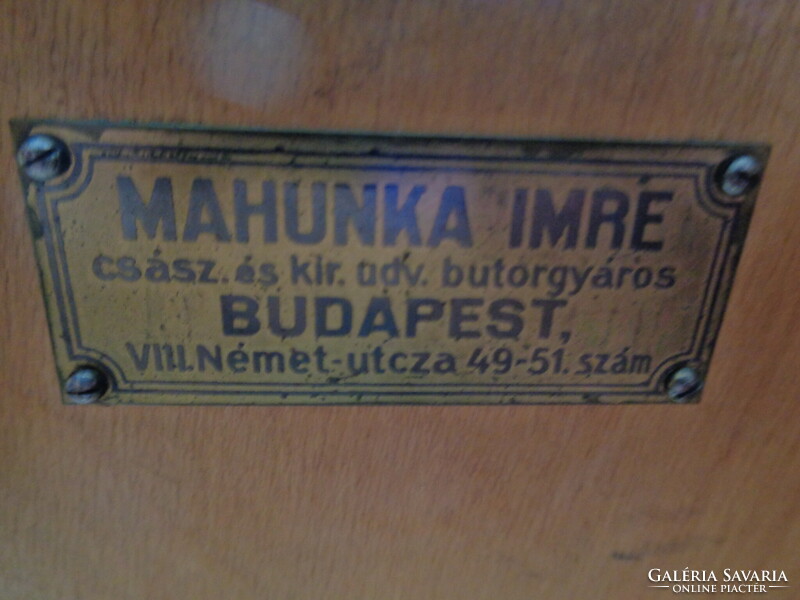 MAHUNKA IMRE
csász. és kir. udv. butorgyáros
BUDAPEST,
VIII. Német-utcza 49-51. szám
GALÉRIA SAVARIA
ONLINE PIACTÉR